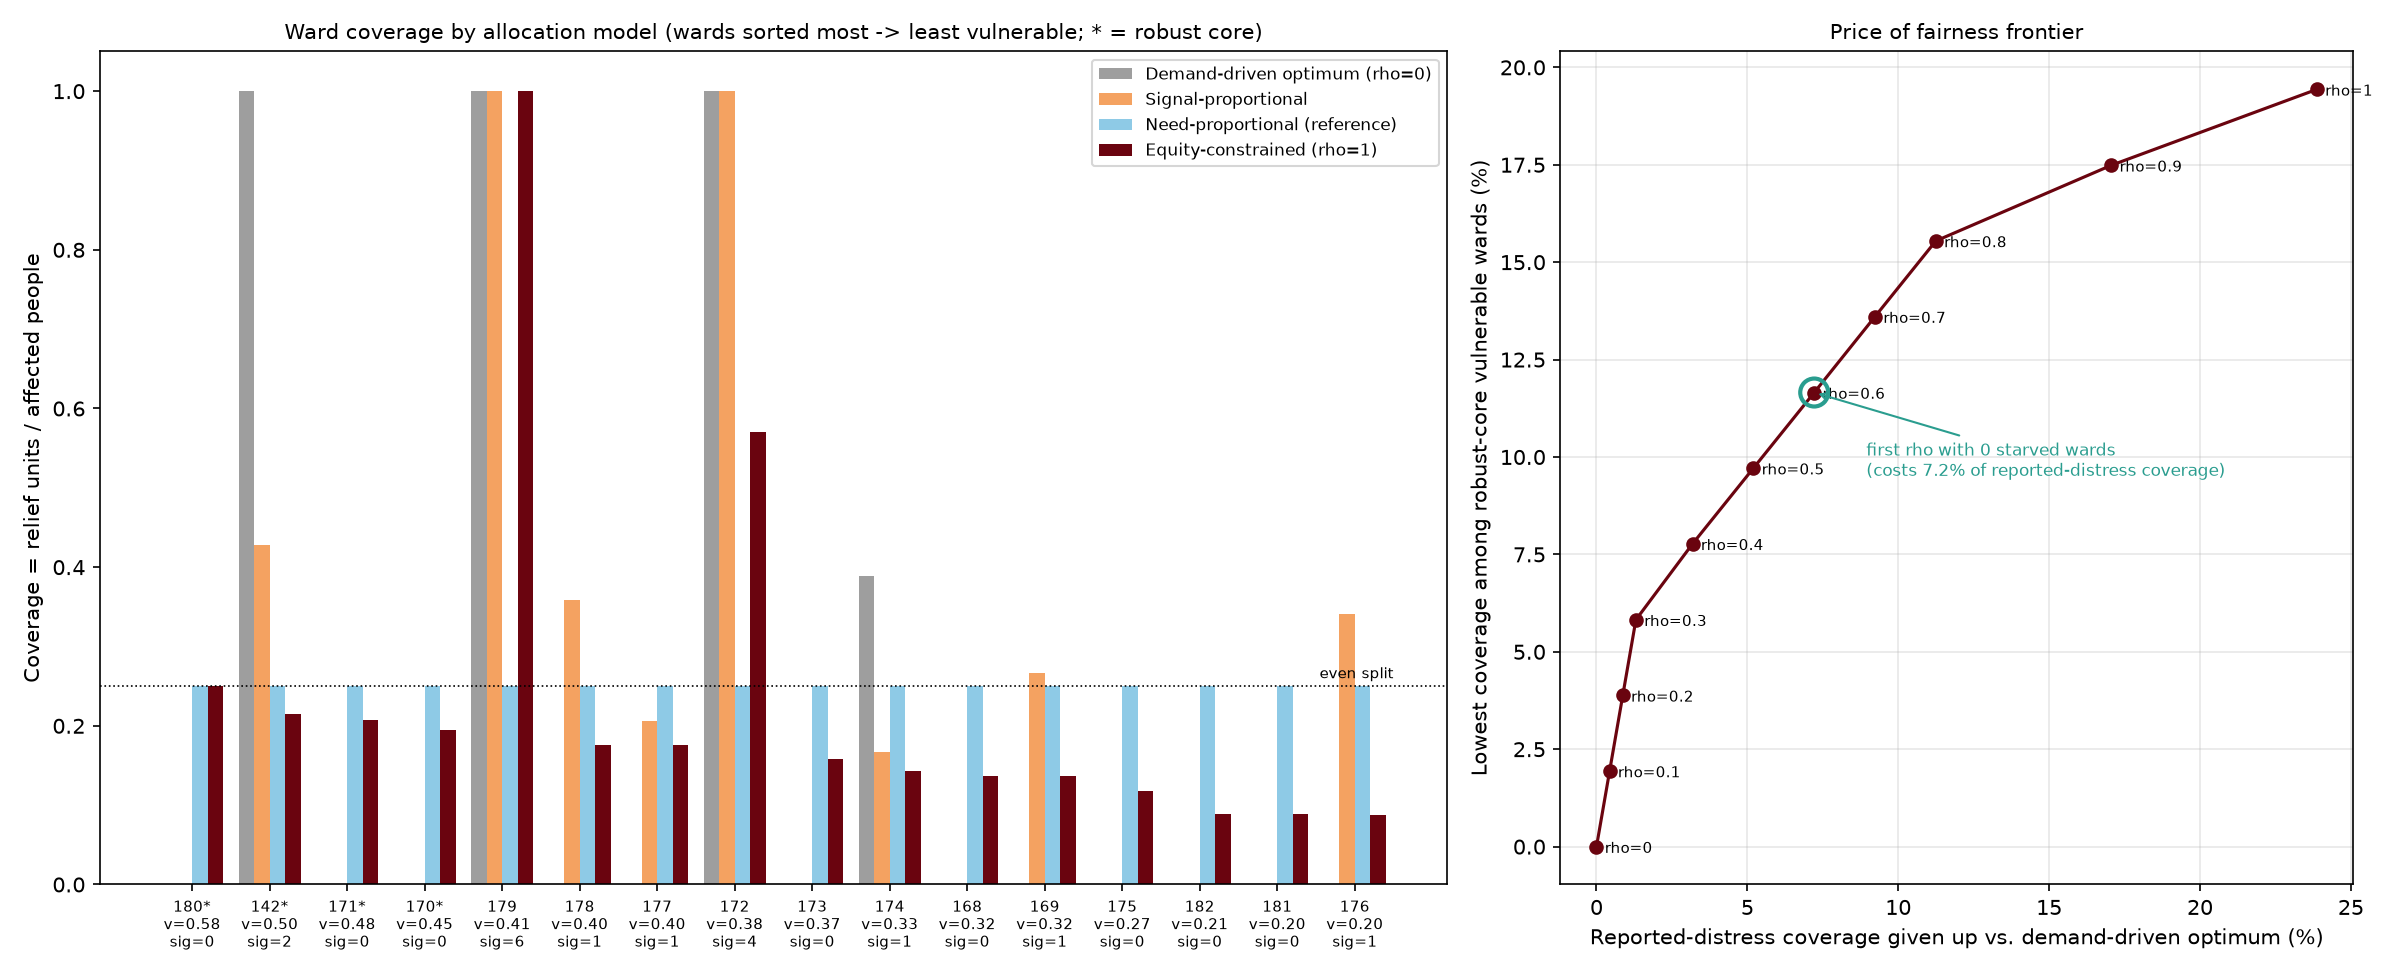 Ward coverage by allocation model (wards sorted most -> least vulnerable; * = robust core)
Coverage = relief units / affected people
1.0
0.8
0.6
0.4
0.2
0.0
Demand-driven optimum (rho=0)
Signal-proportional
Need-proportional (reference)
Equity-constrained (rho=1)
even split
180* 142* 171* 170* 179 178 177 172 173 174 168 169 175 182 181 176
v=0.58 v=0.50 v=0.48 v=0.45 v=0.41 v=0.40 v=0.40 v=0.38 v=0.37 v=0.33 v=0.32 v=0.32 v=0.27 v=0.21 v=0.20 v=0.20
sig=0 sig=2 sig=0 sig=0 sig=6 sig=1 sig=1 sig=4 sig=0 sig=1 sig=0 sig=1 sig=0 sig=0 sig=0 sig=1
Price of fairness frontier
Lowest coverage among robust-core vulnerable wards (%)
20.0
17.5
15.0
12.5
10.0
7.5
5.0
2.5
0.0
rho=1
rho=0.9
rho=0.8
rho=0.7
rho=0.6
first rho with 0 starved wards
(costs 7.2% of reported-distress coverage)
rho=0.5
rho=0.4
rho=0.3
rho=0.2
rho=0.1
rho=0
0 5 10 15 20 25
Reported-distress coverage given up vs. demand-driven optimum (%)